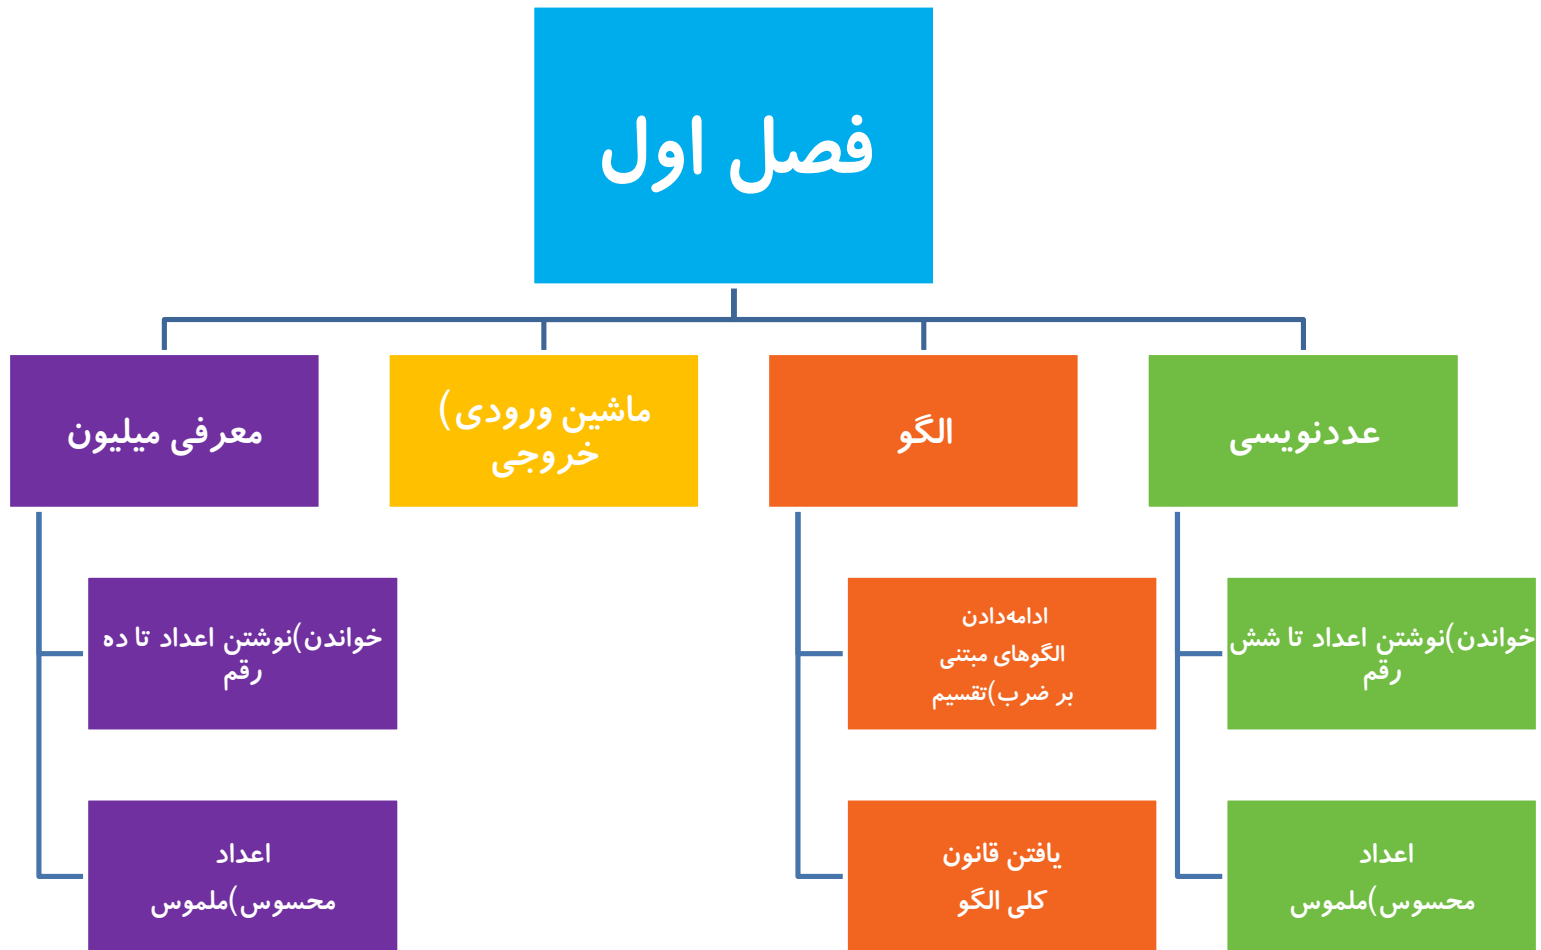 فصل اول
عددنویسی
الگو
ماشین ورودی)
خروجی
معرفی میلیون
خواندن)نوشتن اعداد تا شش
رقم
ادامه‌دادن
الگوهای مبتنی
بر ضرب)تقسیم
خواندن)نوشتن اعداد تا ده
رقم
اعداد
محسوس)ملموس
یافتن قانون
کلی الگو
اعداد
محسوس)ملموس